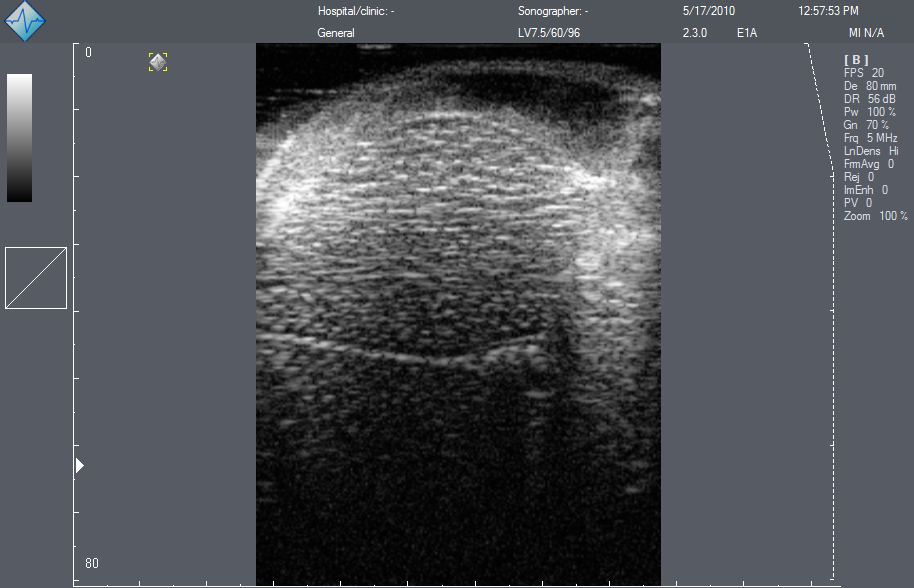 Hospital/clinic: - Sonographer: - 5/17/2010 12:57:53 PM
General LV7.5/60/96 2.3.0 E1A MI N/A
0
[ B ]
FPS 20
De 80 mm
DR 56 dB
Pw 100 %
Gn 70 %
Frq 5 MHz
LnDens Hi
FrmAvg 0
Rej 0
ImEnh 0
PV 0
Zoom 100 %
80